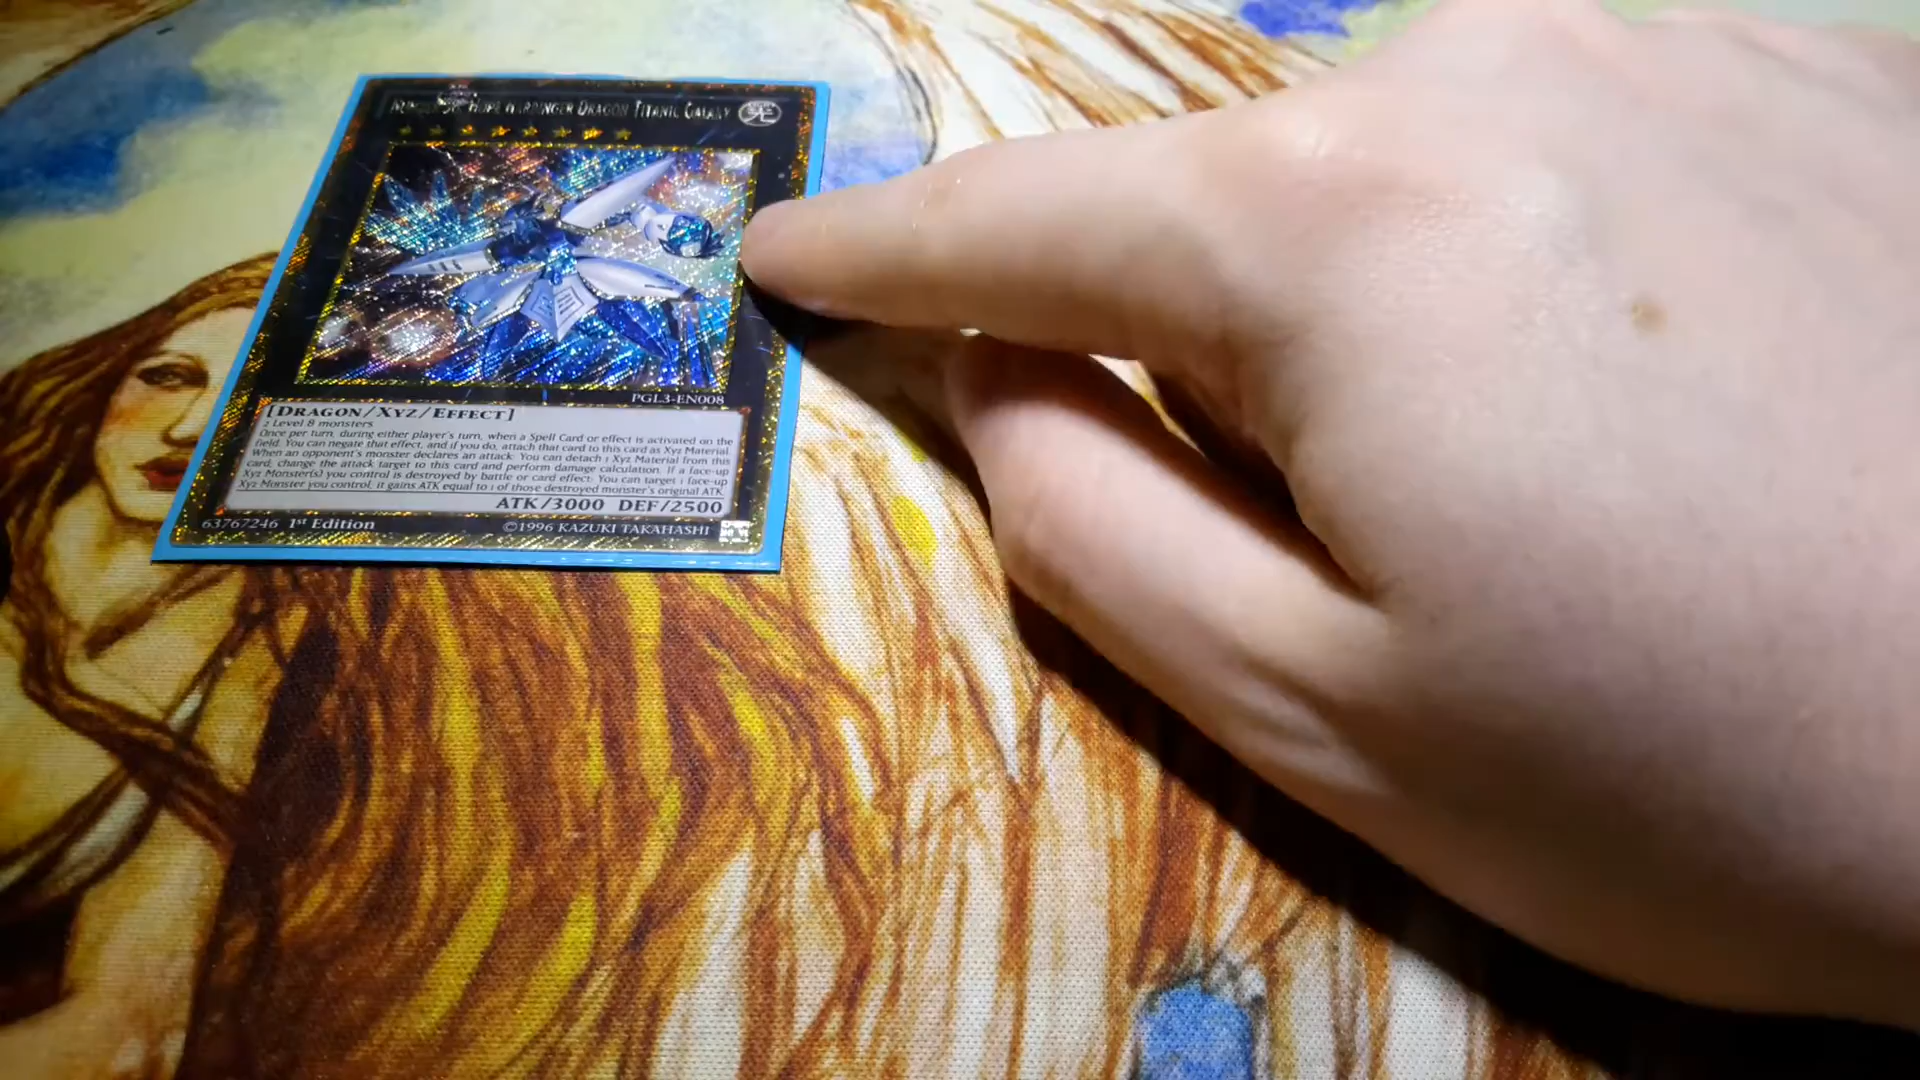 Number S38: Hope Harbinger Dragon Titanic Galaxy
PGL3-EN008
[Dragon/Xyz/Effect]
2 Level 8 monsters
Once per turn, during either player's turn, when a Spell Card or effect is activated on the
field: You can negate that effect, and if you do, attach that card to this card as Xyz Material.
When an opponent's monster declares an attack: You can detach 1 Xyz Material from this
card; change the attack target to this card and perform damage calculation. If a face-up
Xyz Monster(s) you control is destroyed by battle or card effect: You can target 1 face-up
Xyz Monster you control; it gains ATK equal to 1 of those destroyed monster's original ATK.
ATK/3000 DEF/2500
63767246 1st Edition ©1996 KAZUKI TAKAHASHI